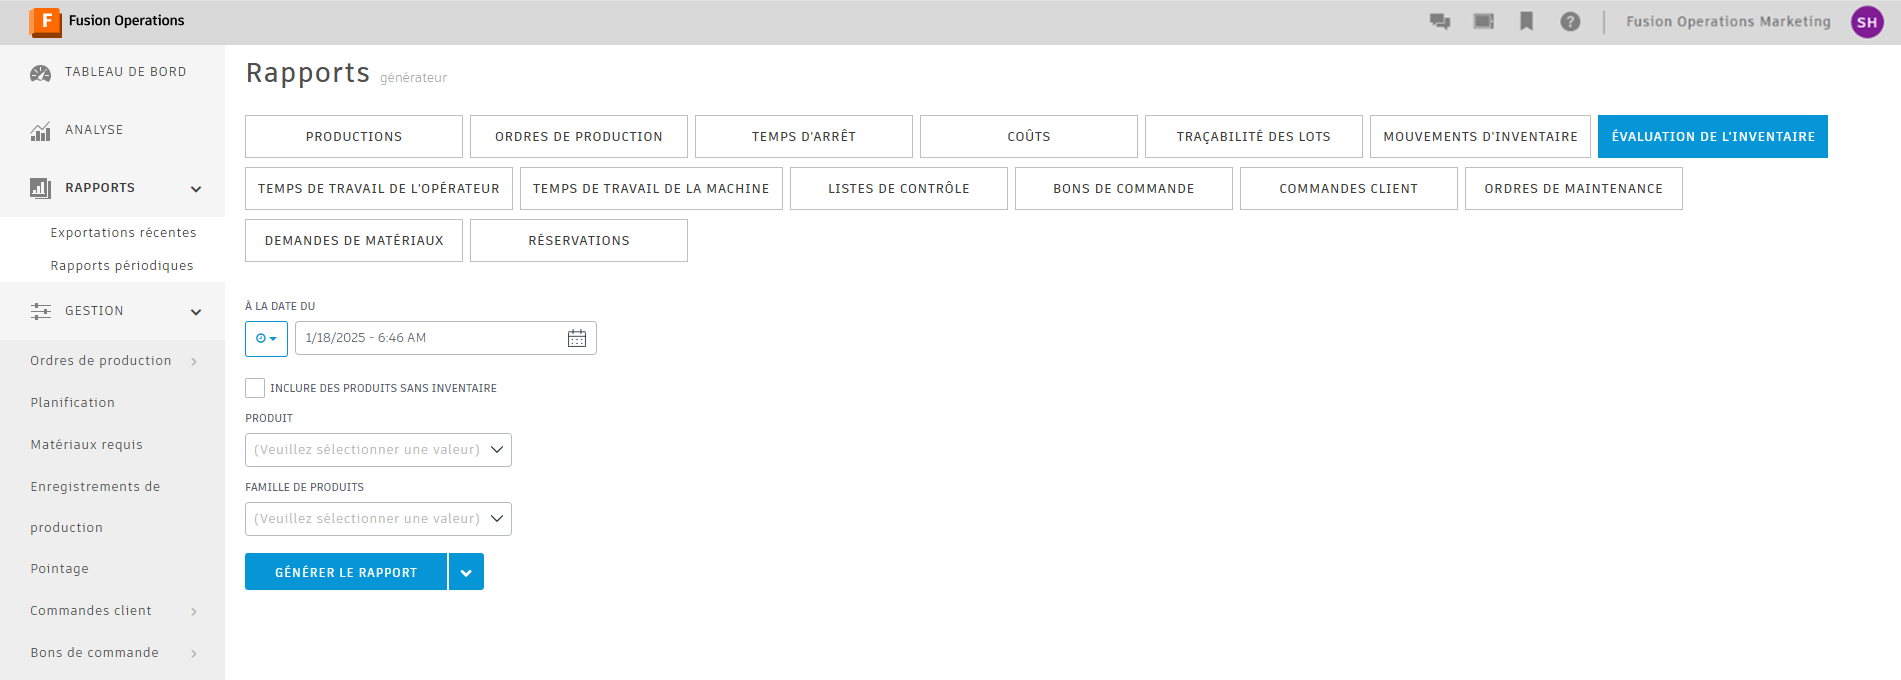 F Fusion Operations
? Fusion Operations Marketing SH
TABLEAU DE BORD
ANALYSE
RAPPORTS
Exportations récentes
Rapports périodiques
GESTION
Ordres de production
Planification
Matériaux requis
Enregistrements de
production
Pointage
Commandes client
Bons de commande
Rapports générateur
PRODUCTIONS ORDRES DE PRODUCTION TEMPS D'ARRÊT COÛTS TRAÇABILITÉ DES LOTS MOUVEMENTS D'INVENTAIRE ÉVALUATION DE L'INVENTAIRE
TEMPS DE TRAVAIL DE L'OPÉRATEUR TEMPS DE TRAVAIL DE LA MACHINE LISTES DE CONTRÔLE BONS DE COMMANDE COMMANDES CLIENT ORDRES DE MAINTENANCE
DEMANDES DE MATÉRIAUX RÉSERVATIONS
À LA DATE DU
1/18/2025 - 6:46 AM
INCLURE DES PRODUITS SANS INVENTAIRE
PRODUIT
(Veuillez sélectionner une valeur)
FAMILLE DE PRODUITS
(Veuillez sélectionner une valeur)
GÉNÉRER LE RAPPORT